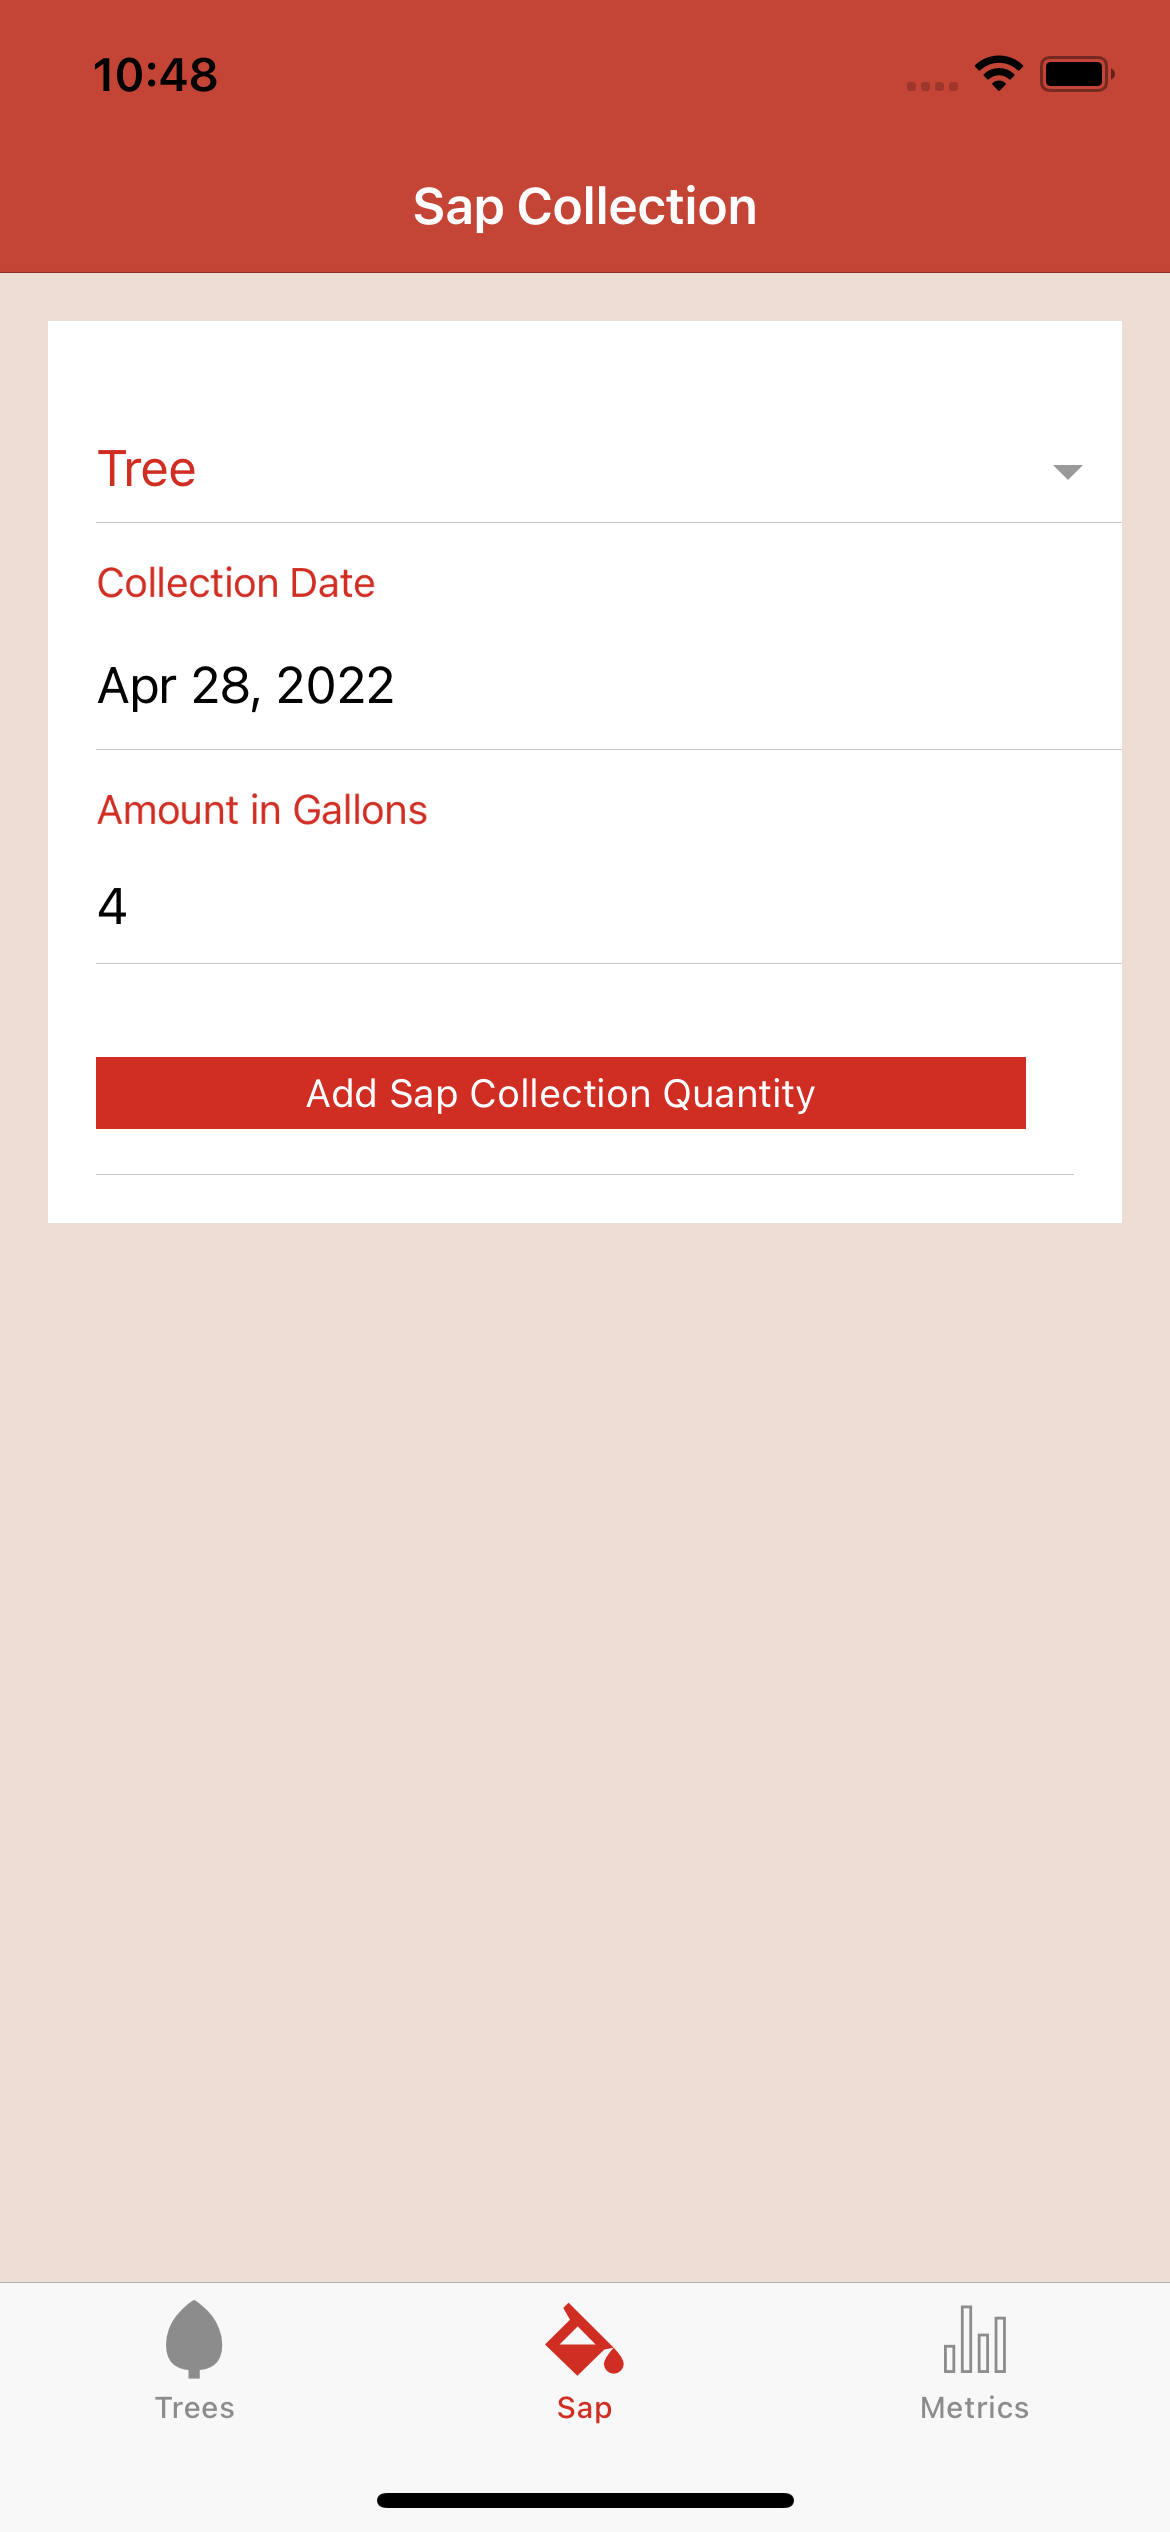 10:48
Sap Collection
Tree
Collection Date
Apr 28, 2022
Amount in Gallons
4
Add Sap Collection Quantity
Trees
Sap
Metrics